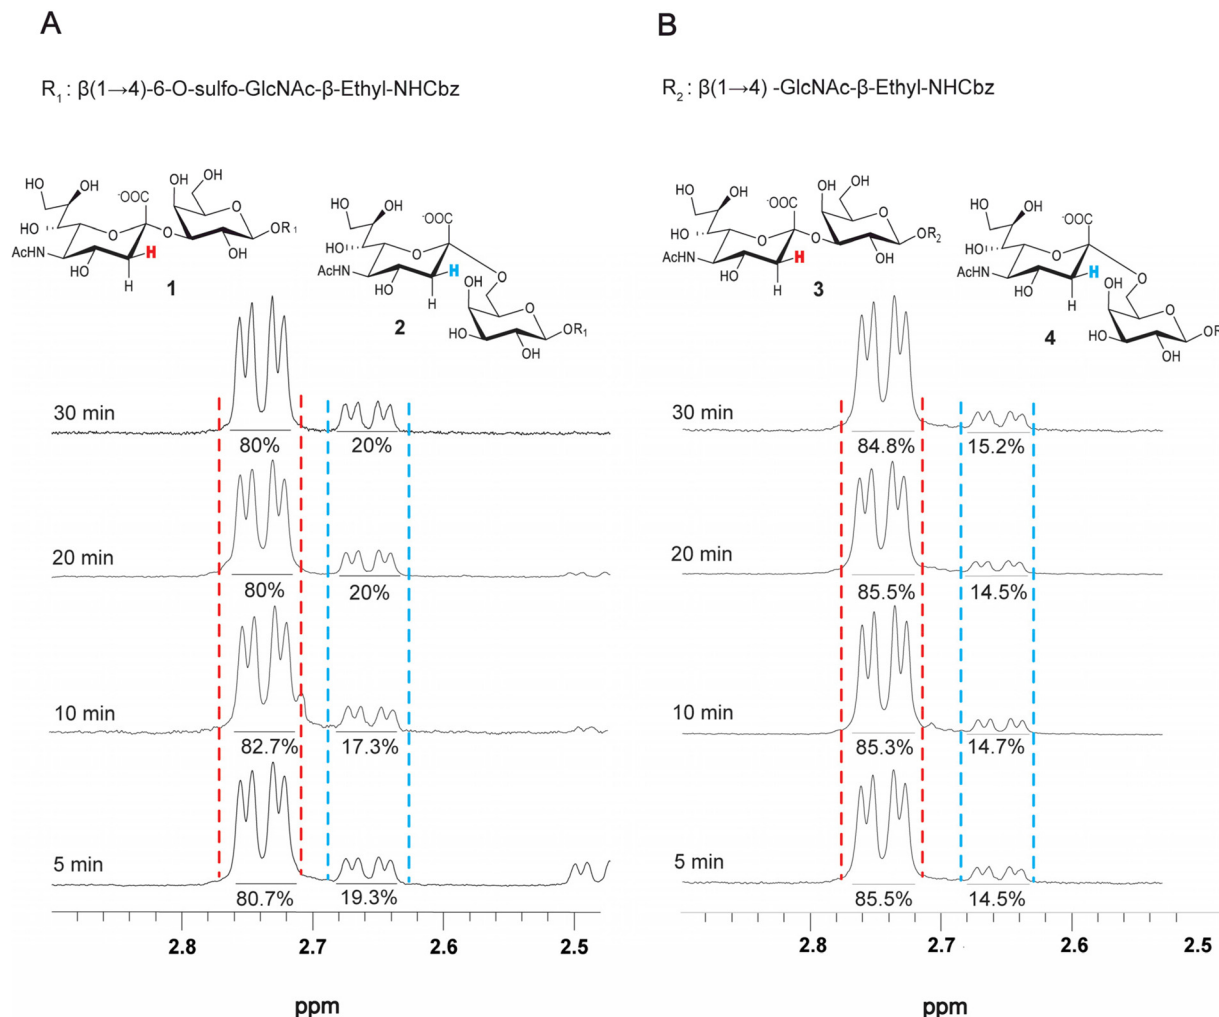 A
B
R1 : β(1→4)-6-O-sulfo-GlcNAc-β-Ethyl-NHCbz
R2 : β(1→4) -GlcNAc-β-Ethyl-NHCbz
HO OH -OOC OH OH
HO O O OR1
AcHN HO H OH
H
1
HO OH -OOC
HO O O
AcHN HO H OH
H
2
HO O OR1
OH
HO OH -OOC OH OH
HO O O OR2
AcHN HO H OH
H
3
HO OH -OOC
HO O O
AcHN HO H OH
H
4
HO O OR
OH
30 min
80% 20%
20 min
80% 20%
10 min
82.7% 17.3%
5 min
80.7% 19.3%
2.8 2.7 2.6 2.5
ppm
30 min
84.8% 15.2%
20 min
85.5% 14.5%
10 min
85.3% 14.7%
5 min
85.5% 14.5%
2.8 2.7 2.6 2.5
ppm